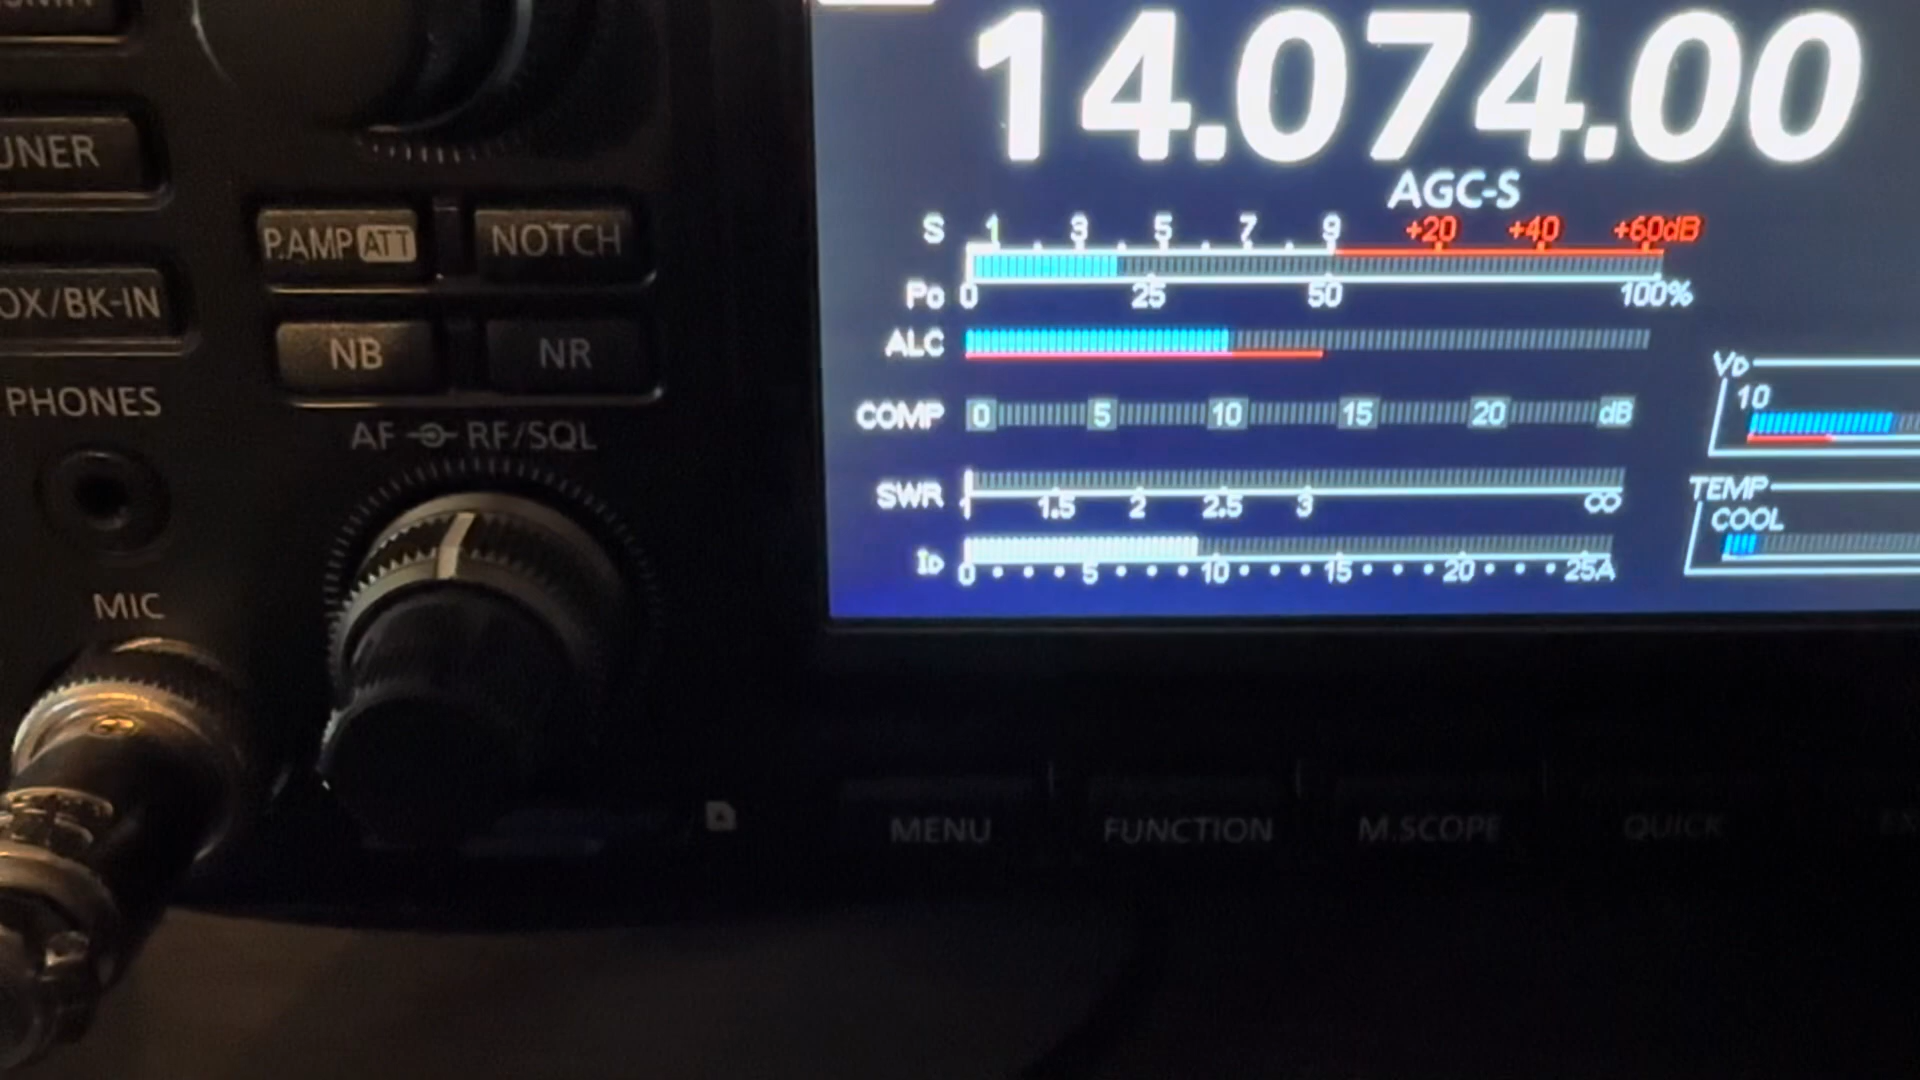 14.074.00
AGC-S
S 1 3 5 7 9 +20 +40 +60dB
Po 0 25 50 100%
ALC
COMP 0 5 10 15 20 dB
SWR 1 1.5 2 2.5 3 ∞
ID 0 5 10 15 20 25A
VD
10
TEMP
COOL
UNER
P.AMP ATT NOTCH
OX/BK-IN
NB NR
PHONES
AF RF/SQL
MIC
MENU FUNCTION M.SCOPE QUICK